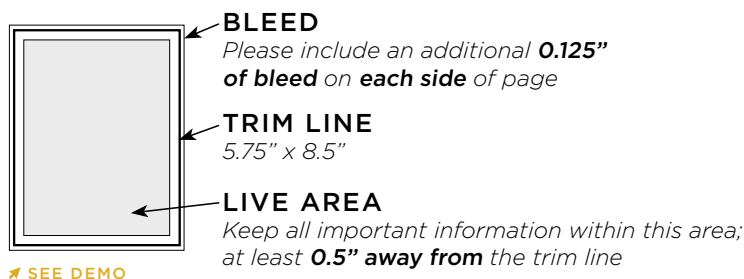 BLEED
Please include an additional 0.125”
of bleed on each side of page
TRIM LINE
5.75” x 8.5”
LIVE AREA
Keep all important information within this area;
at least 0.5” away from the trim line
SEE DEMO